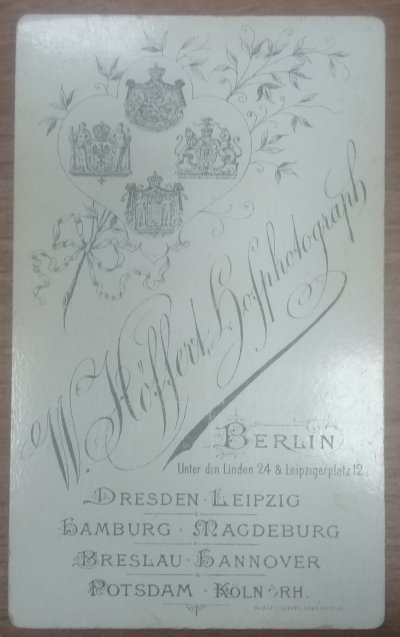 W. Höffert, Hofphotograph
BERLIN
Unter den Linden 24 & Leipzigerplatz 12.
DRESDEN · LEIPZIG
HAMBURG · MAGDEBURG
BRESLAU · HANNOVER
POTSDAM · KÖLN a/RH.